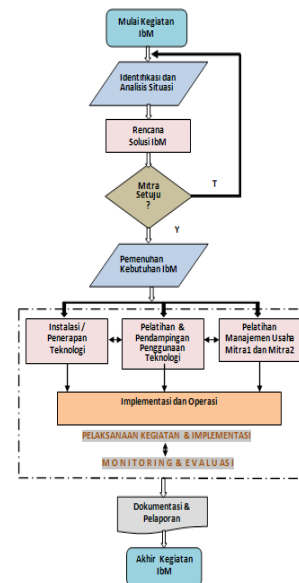 Mulai Kegiatan
IbM
Identifikasi dan
Analisis Situasi
Rencana
Solusi IbM
Mitra
Setuju
?
T
Y
Pemenuhan
Kebutuhan IbM
Instalasi /
Penerapan
Teknologi
Pelatihan &
Pendampingan
Penggunaan
Teknologi
Pelatihan
Manajemen Usaha
Mitra1 dan Mitra2
Implementasi dan Operasi
PELAKSANAAN KEGIATAN & IMPLEMENTASI
MONITORING & EVALUASI
Dokumentasi &
Pelaporan
Akhir Kegiatan
IbM